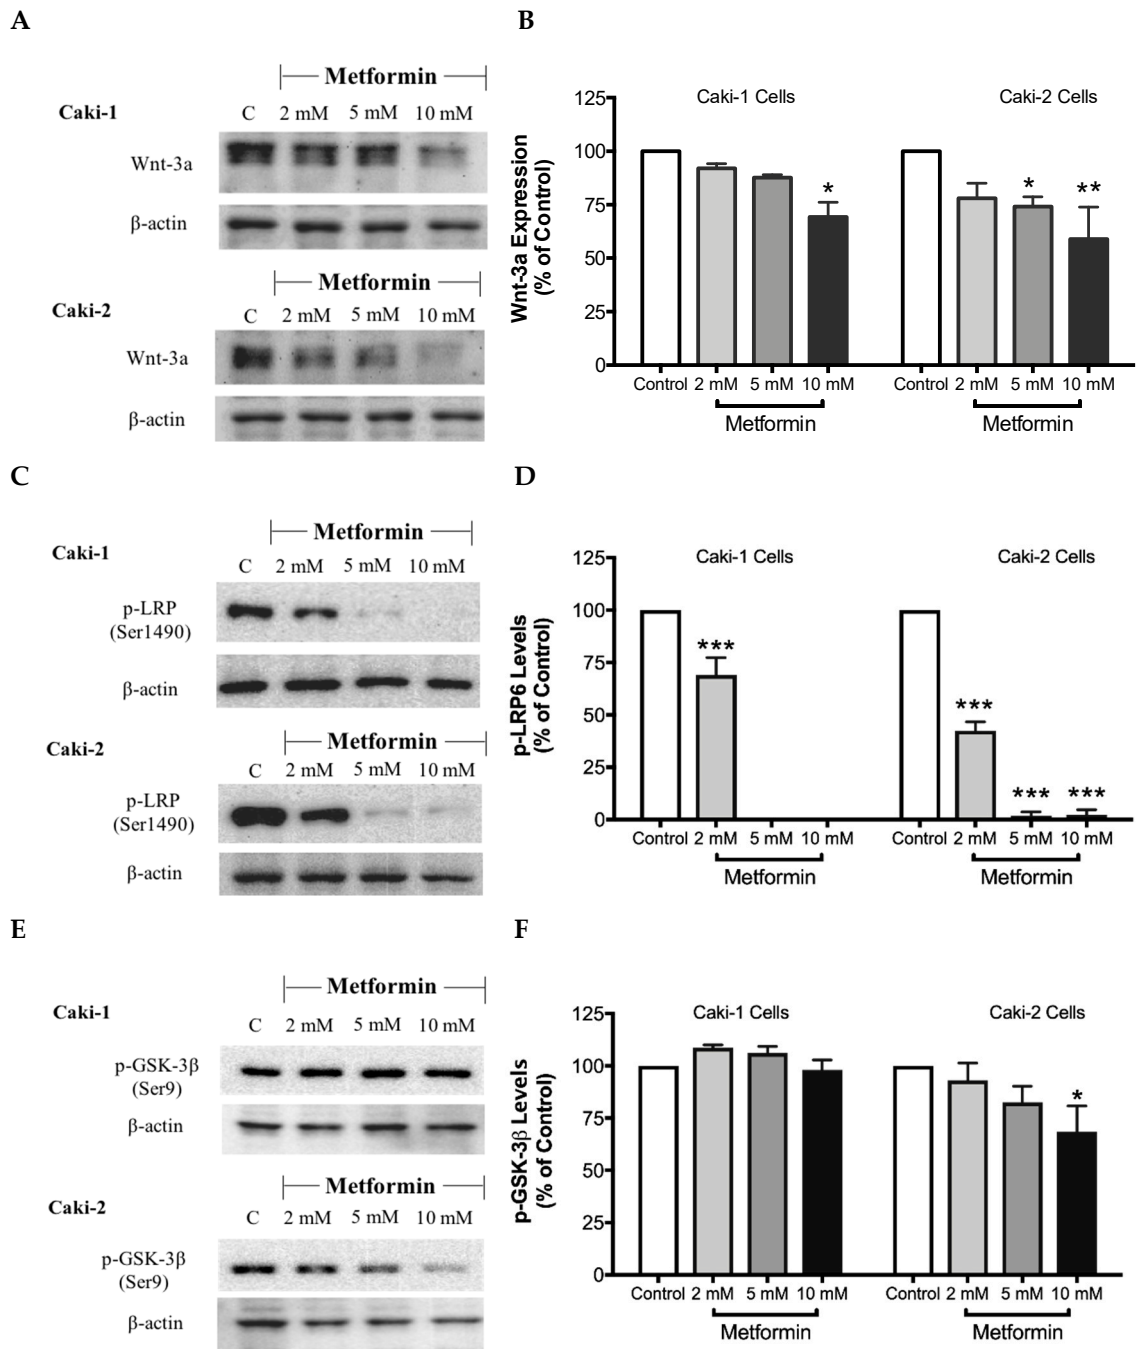 A
Metformin
Caki-1
C 2 mM 5 mM 10 mM
Wnt-3a
β-actin
Metformin
Caki-2
C 2 mM 5 mM 10 mM
Wnt-3a
β-actin
B
Caki-1 Cells Caki-2 Cells
Wnt-3a Expression
(% of Control)
125
100
75
50
25
0
* * **
Control 2 mM 5 mM 10 mM Control 2 mM 5 mM 10 mM
Metformin Metformin
C
Metformin
Caki-1
C 2 mM 5 mM 10 mM
p-LRP
(Ser1490)
β-actin
Metformin
Caki-2
C 2 mM 5 mM 10 mM
p-LRP
(Ser1490)
β-actin
D
Caki-1 Cells Caki-2 Cells
p-LRP6 Levels
(% of Control)
125
100
75
50
25
0
*** *** *** ***
Control 2 mM 5 mM 10 mM Control 2 mM 5 mM 10 mM
Metformin Metformin
E
Metformin
Caki-1
C 2 mM 5 mM 10 mM
p-GSK-3β
(Ser9)
β-actin
Metformin
Caki-2
C 2 mM 5 mM 10 mM
p-GSK-3β
(Ser9)
β-actin
F
Caki-1 Cells Caki-2 Cells
p-GSK-3β Levels
(% of Control)
125
100
75
50
25
0
*
Control 2 mM 5 mM 10 mM Control 2 mM 5 mM 10 mM
Metformin Metformin